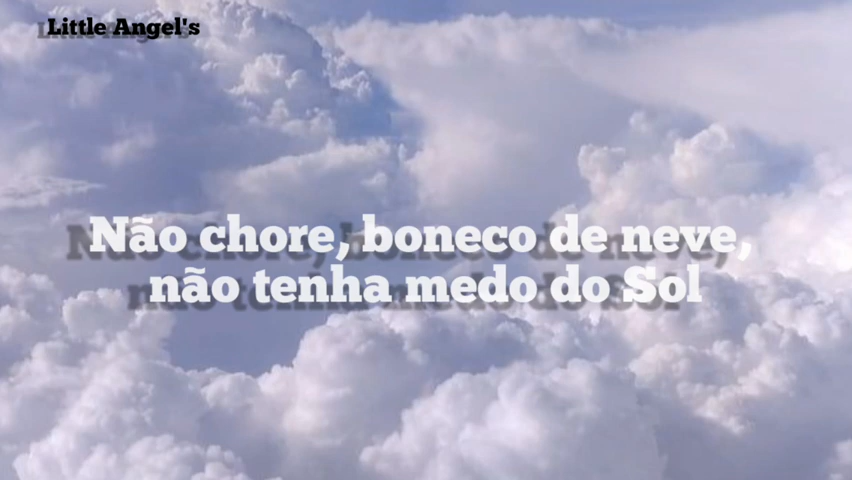 Little Angel's
Não chore, boneco de neve,
não tenha medo do Sol